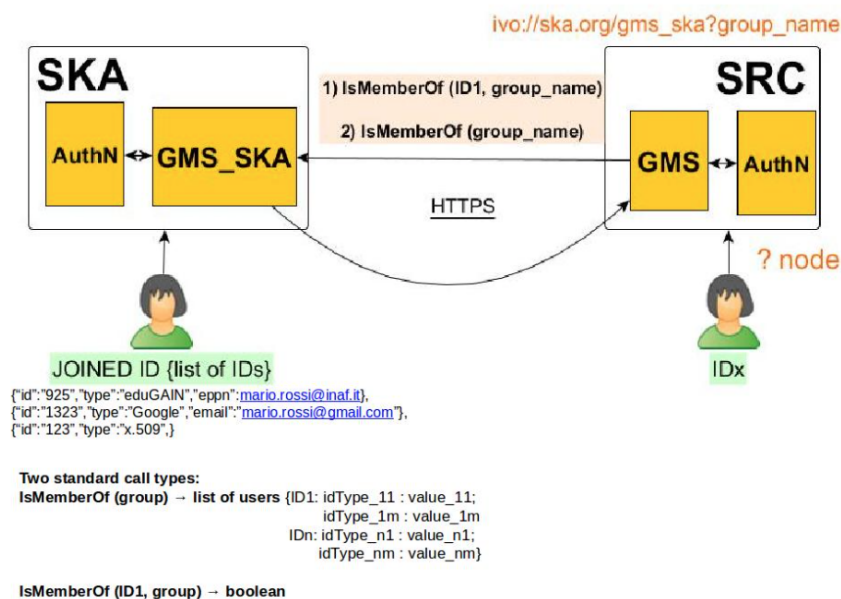 ivo://ska.org/gms_ska?group_name
SKA
SRC
1) IsMemberOf (ID1, group_name)
2) IsMemberOf (group_name)
AuthN
GMS_SKA
GMS
AuthN
HTTPS
? node
JOINED ID {list of IDs}
IDx
{"id":"925","type":"eduGAIN","eppn":mario.rossi@inaf.it},
{"id":"1323","type":"Google","email":"mario.rossi@gmail.com"},
{"id":"123","type":"x.509",}
Two standard call types:
IsMemberOf (group) → list of users {ID1: idType_11 : value_11;
idType_1m : value_1m
IDn: idType_n1 : value_n1;
idType_nm : value_nm}
IsMemberOf (ID1, group) → boolean